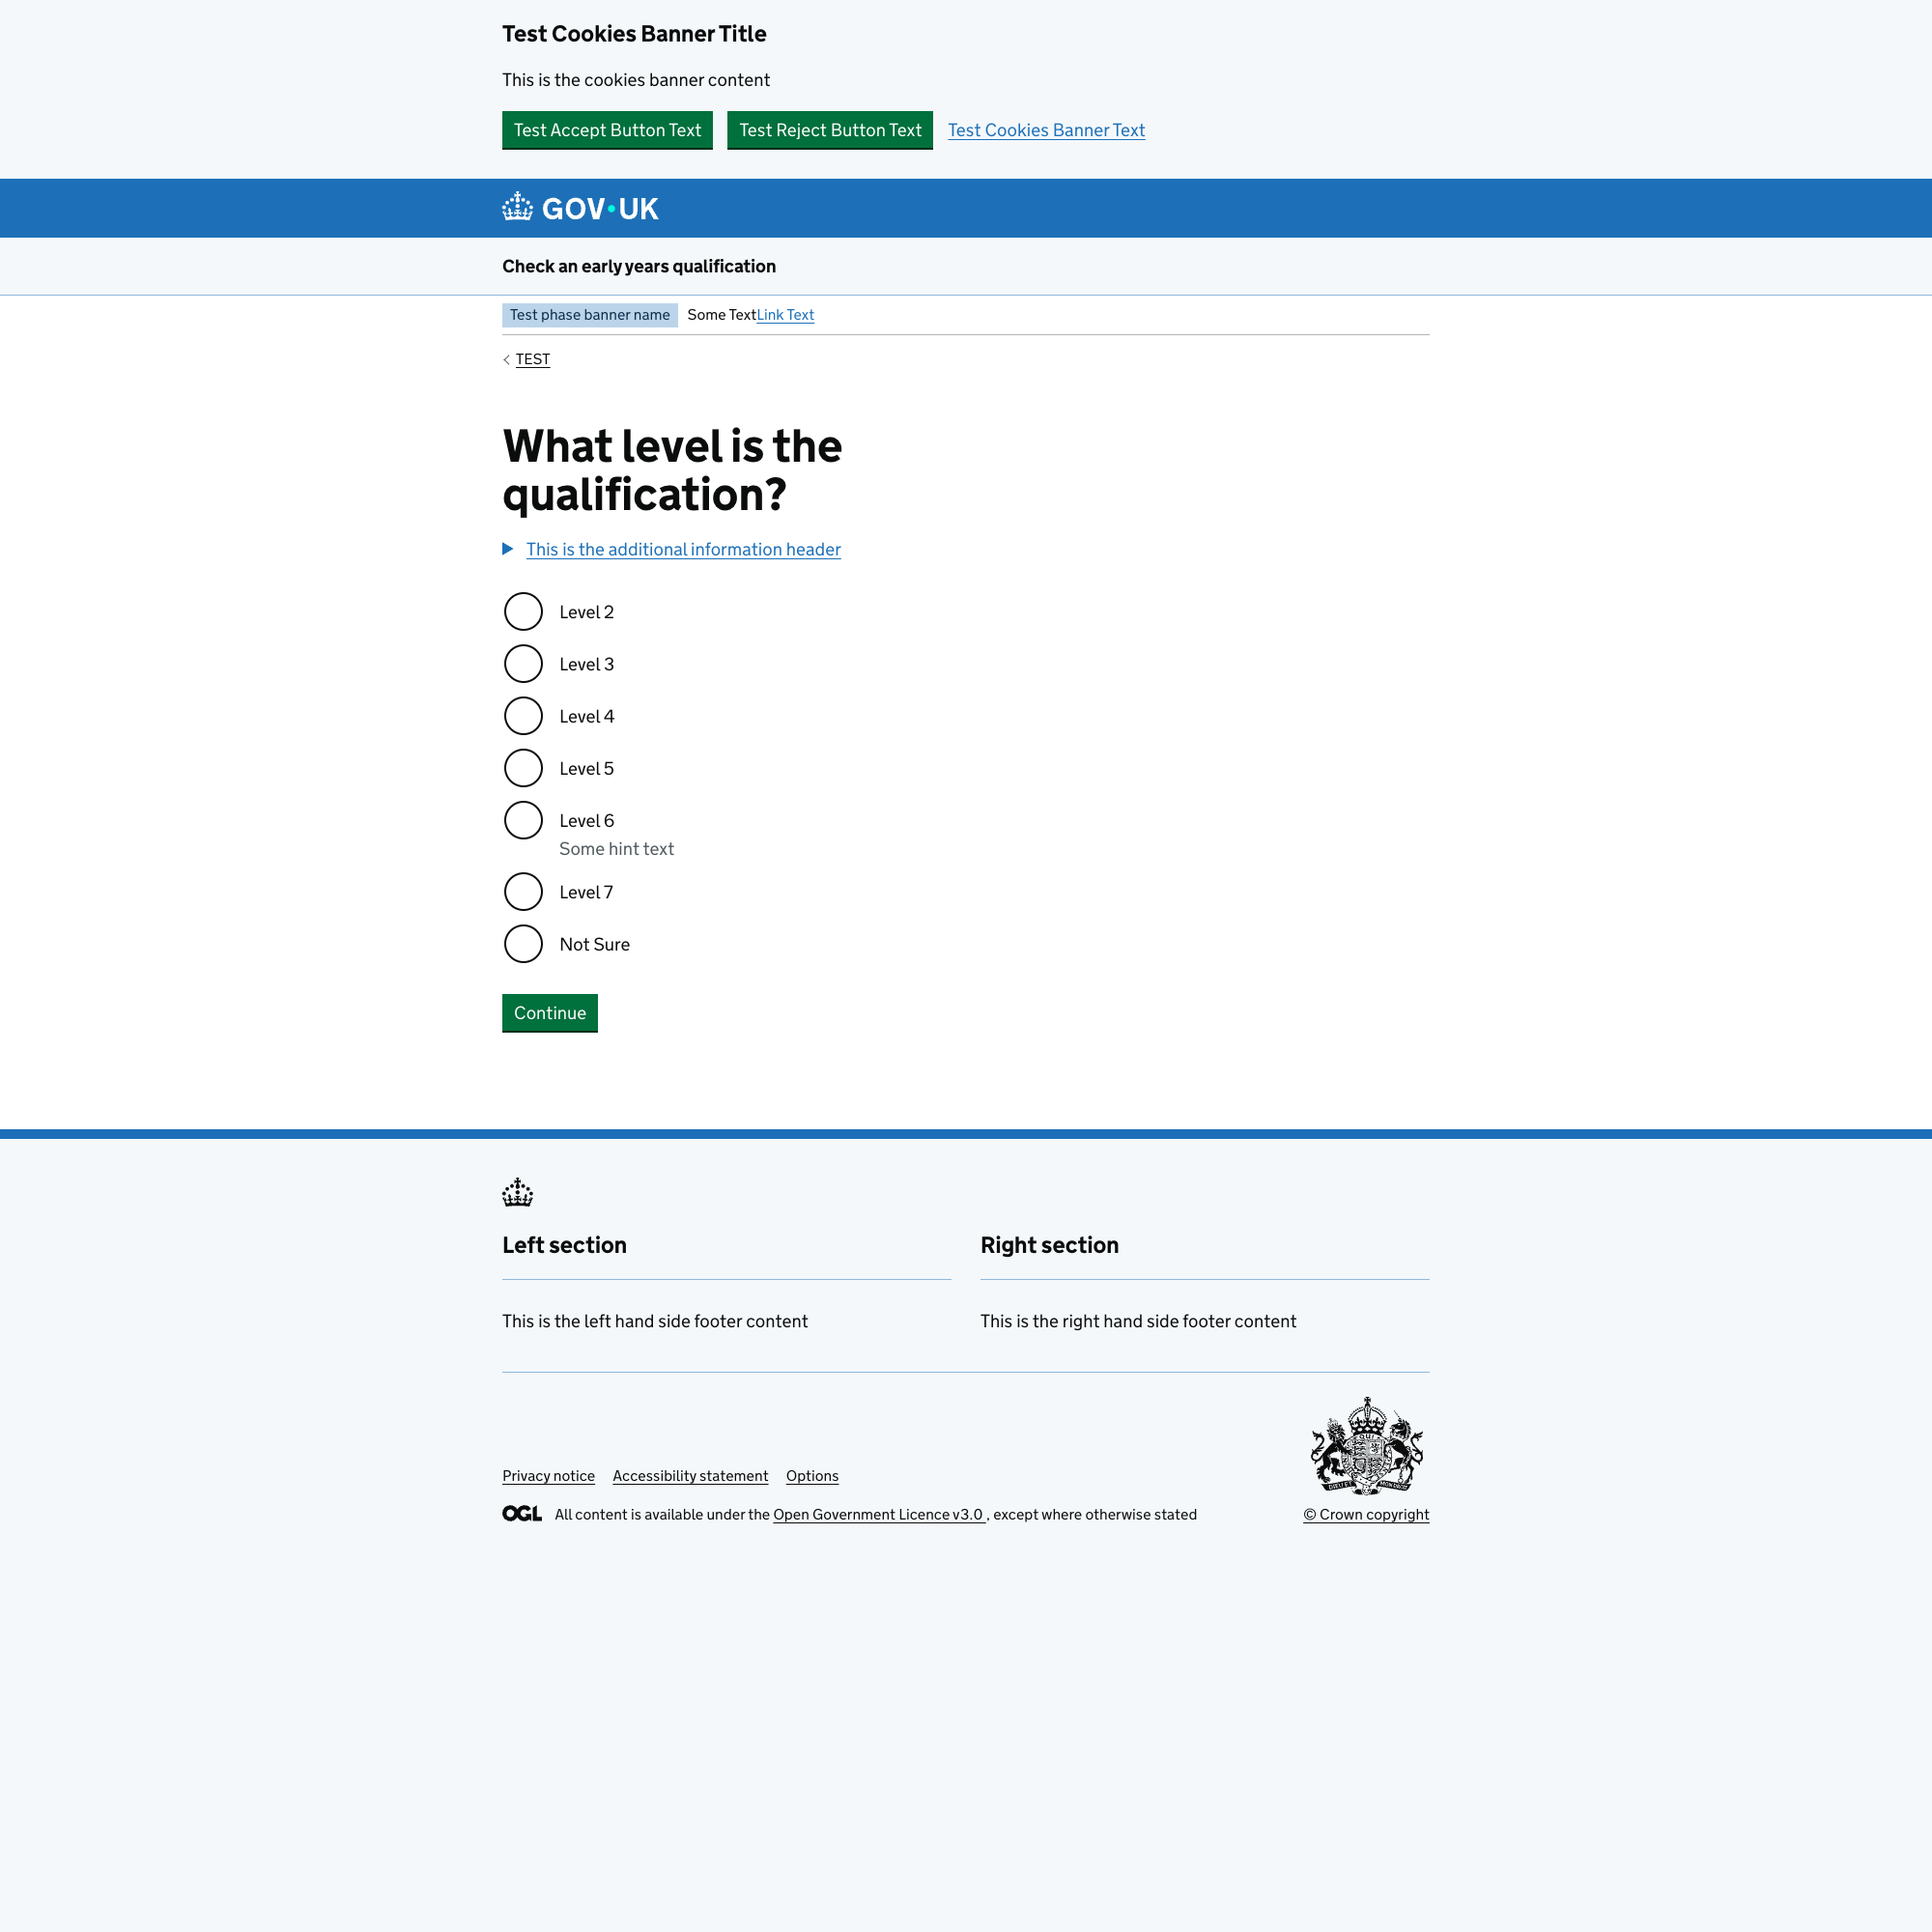 Test Cookies Banner Title
This is the cookies banner content
Test Accept Button Text Test Reject Button Text Test Cookies Banner Text
GOV·UK
Check an early years qualification
Test phase banner name Some TextLink Text
TEST
What level is the
qualification?
This is the additional information header
Level 2
Level 3
Level 4
Level 5
Level 6
Some hint text
Level 7
Not Sure
Continue
Left section
Right section
This is the left hand side footer content
This is the right hand side footer content
Privacy notice Accessibility statement Options
OGL All content is available under the Open Government Licence v3.0 , except where otherwise stated
© Crown copyright